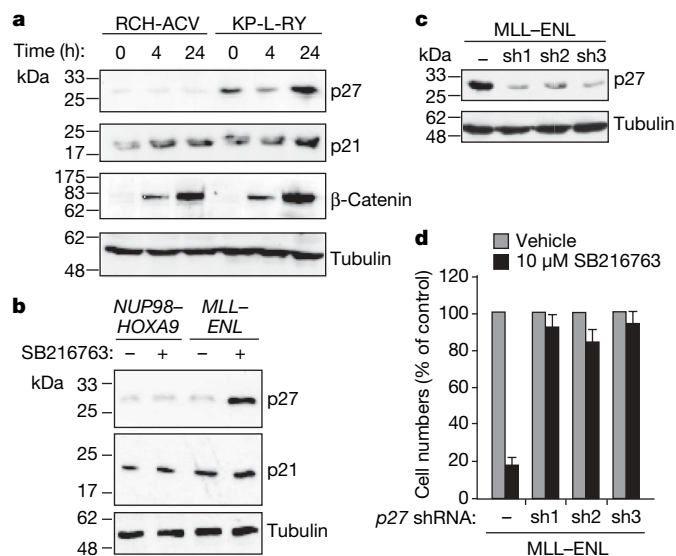 a
RCH-ACV KP-L-RY
Time (h): 0 4 24 0 4 24
kDa
33
25
p27
25
17
p21
175
83
62
β-Catenin
62
48
Tubulin
b
NUP98–HOXA9
MLL–ENL
SB216763: – + – +
kDa
33
25
p27
25
17
p21
62
48
Tubulin
c
MLL–ENL
kDa – sh1 sh2 sh3
33
25
p27
62
48
Tubulin
d
Vehicle
10 µM SB216763
Cell numbers (% of control)
120
100
80
60
40
20
0
p27 shRNA: – sh1 sh2 sh3
MLL–ENL